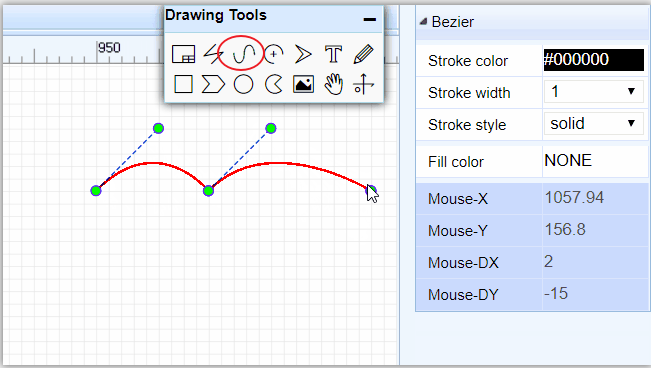 Drawing Tools
950
Bezier
Stroke color #000000
Stroke width 1
Stroke style solid
Fill color NONE
Mouse-X 1057.94
Mouse-Y 156.8
Mouse-DX 2
Mouse-DY -15